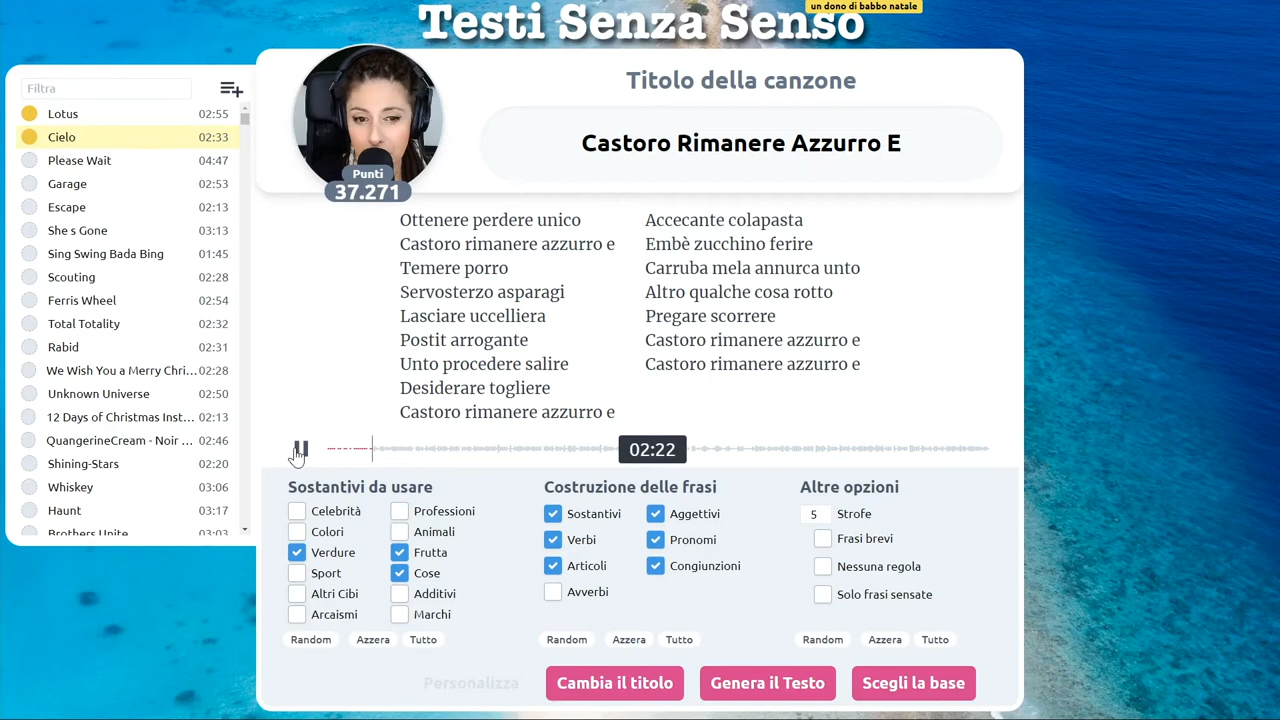 un dono di babbo natale
Testi Senza Senso
Filtra
Lotus 02:55
Cielo 02:33
Please Wait 04:47
Garage 02:53
Escape 02:13
She s Gone 03:13
Sing Swing Bada Bing 01:45
Scouting 02:28
Ferris Wheel 02:54
Total Totality 02:32
Rabid 02:31
We Wish You a Merry Chri... 02:28
Unknown Universe 02:50
12 Days of Christmas Inst... 02:13
QuangerineCream - Noir ... 02:46
Shining-Stars 02:20
Whiskey 03:06
Haunt 03:17
Brothers Unite 03:03
Punti
37.271
Titolo della canzone
Castoro Rimanere Azzurro E
Ottenere perdere unico
Castoro rimanere azzurro e
Temere porro
Servosterzo asparagi
Lasciare uccelliera
Postit arrogante
Unto procedere salire
Desiderare togliere
Castoro rimanere azzurro e
Accecante colapasta
Embè zucchino ferire
Carruba mela annurca unto
Altro qualche cosa rotto
Pregare scorrere
Castoro rimanere azzurro e
Castoro rimanere azzurro e
02:22
Sostantivi da usare
Celebrità Professioni
Colori Animali
Verdure Frutta
Sport Cose
Altri Cibi Additivi
Arcaismi Marchi
Random Azzera Tutto
Costruzione delle frasi
Sostantivi Aggettivi
Verbi Pronomi
Articoli Congiunzioni
Avverbi
Random Azzera Tutto
Altre opzioni
5 Strofe
Frasi brevi
Nessuna regola
Solo frasi sensate
Random Azzera Tutto
Personalizza
Cambia il titolo
Genera il Testo
Scegli la base